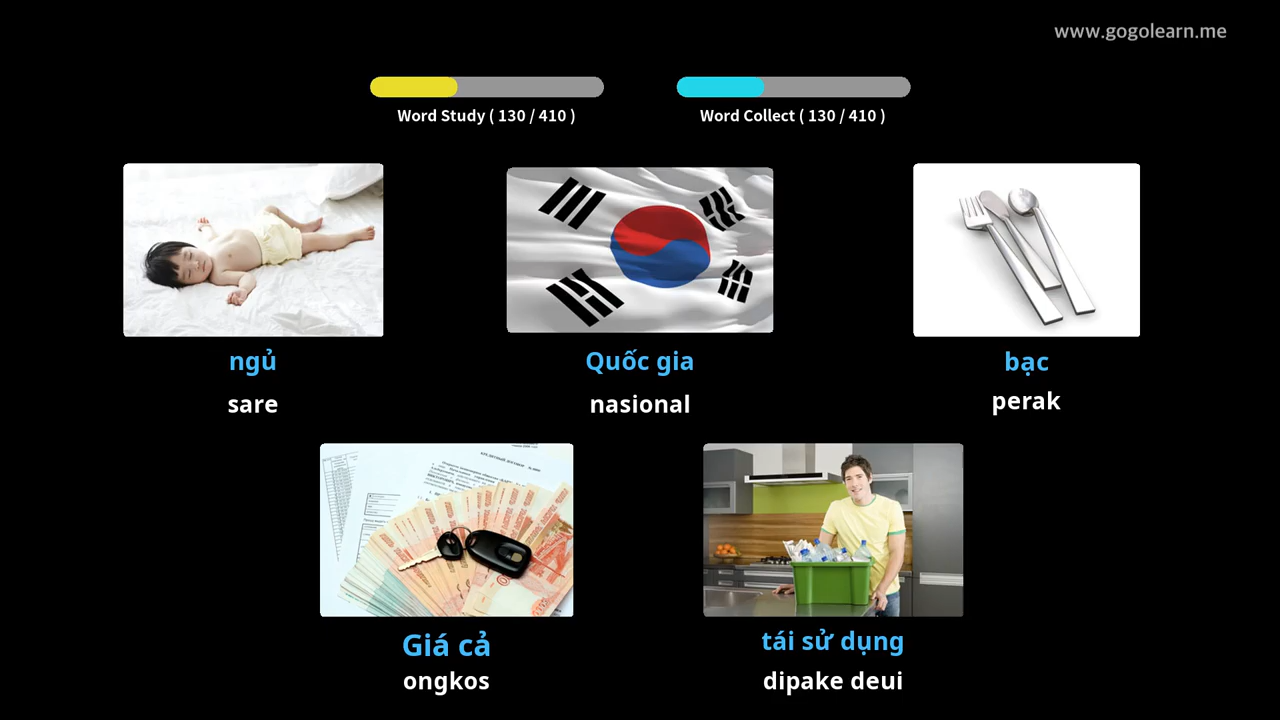 www.gogolearn.me
Word Study ( 130 / 410 )
Word Collect ( 130 / 410 )
ngủ
sare
Quốc gia
nasional
bạc
perak
Giá cả
ongkos
tái sử dụng
dipake deui